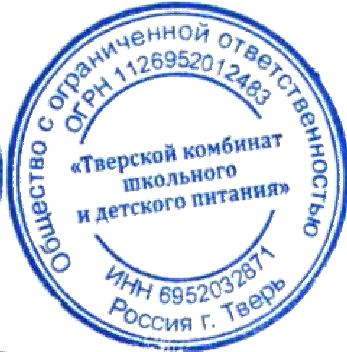 Общество с ограниченной ответственностью
ОГРН 1126952012483
«Тверской комбинат
школьного
и детского питания»
ИНН 6952032871
Россия г. Тверь